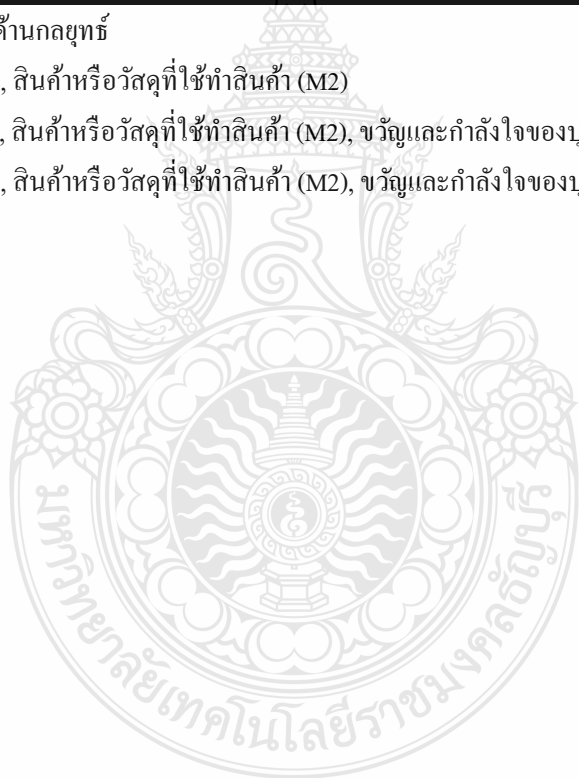 ด้านกลยุทธ์
, สินค้าหรือวัสดุที่ใช้ทำสินค้า (M2)
, สินค้าหรือวัสดุที่ใช้ทำสินค้า (M2), ขวัญและกำลังใจของบุ
, สินค้าหรือวัสดุที่ใช้ทำสินค้า (M2), ขวัญและกำลังใจของบุ
มหาวิทยาลัยเทคโนโลยีราชมงคลธัญบุรี